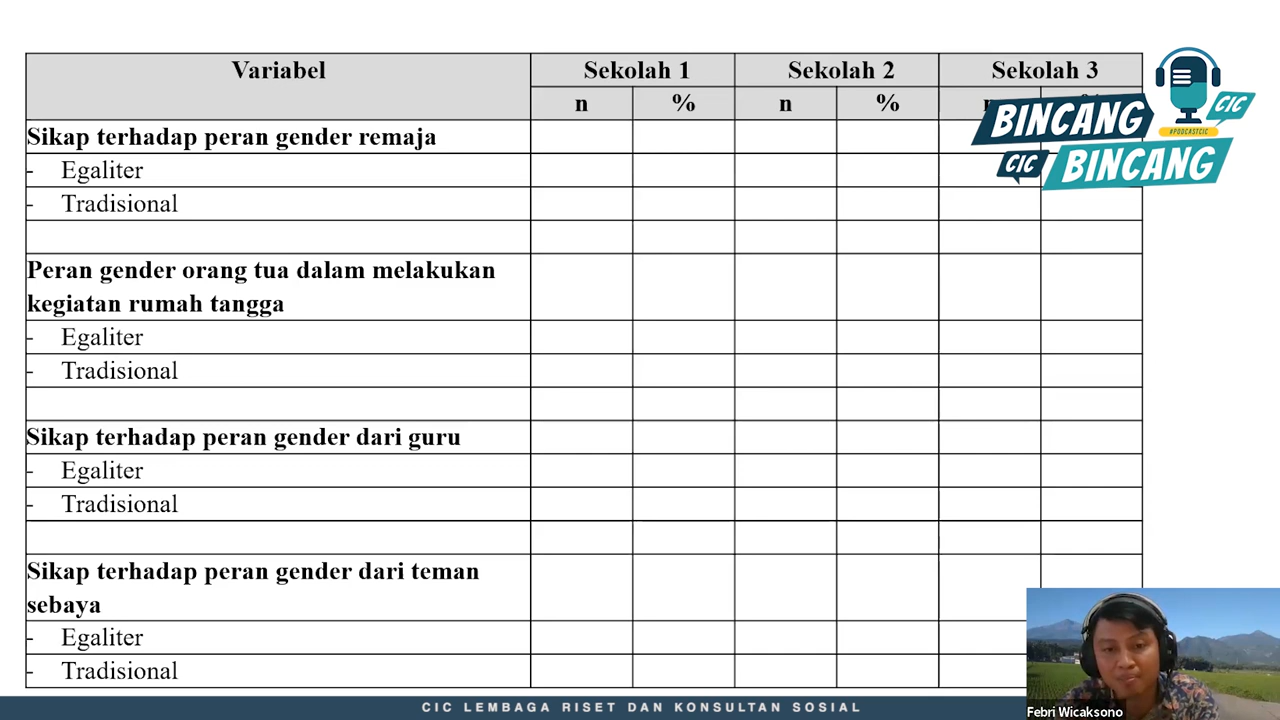 Variabel Sekolah 1 Sekolah 2 Sekolah 3
n % n %
Sikap terhadap peran gender remaja
- Egaliter
- Tradisional
Peran gender orang tua dalam melakukan
kegiatan rumah tangga
- Egaliter
- Tradisional
Sikap terhadap peran gender dari guru
- Egaliter
- Tradisional
Sikap terhadap peran gender dari teman
sebaya
- Egaliter
- Tradisional
BINCANG CIC
#PODCASTCIC
CIC BINCANG
Febri Wicaksono
CIC LEMBAGA RISET DAN KONSULTAN SOSIAL